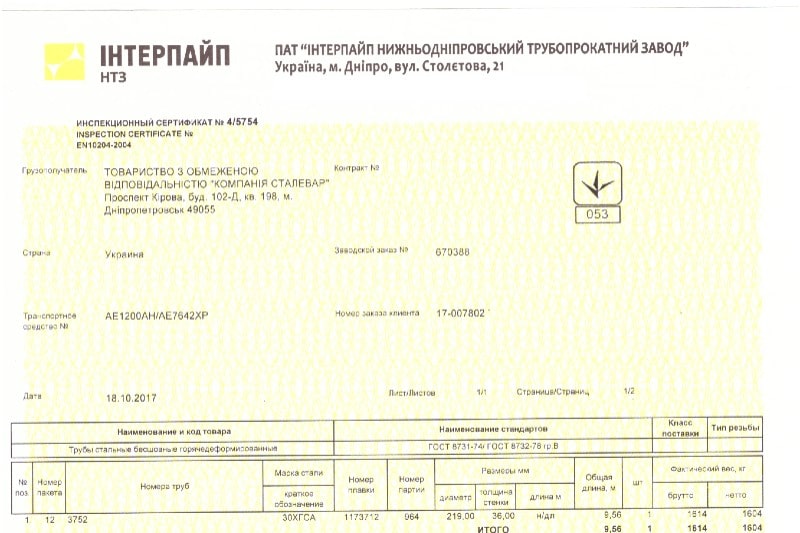 ІНТЕРПАЙП
НТЗ
ПАТ “ІНТЕРПАЙП НИЖНЬОДНІПРОВСЬКИЙ ТРУБОПРОКАТНИЙ ЗАВОД”
Україна, м. Дніпро, вул. Столєтова, 21
ИНСПЕКЦИОННЫЙ СЕРТИФИКАТ № 4/5754
INSPECTION CERTIFICATE №
EN10204-2004
Грузополучатель
ТОВАРИСТВО З ОБМЕЖЕНОЮ
ВІДПОВІДАЛЬНІСТЮ "КОМПАНІЯ СТАЛЕВАР"
Проспект Кірова, буд. 102-Д, кв. 198, м.
Дніпропетровськ 49055
Контракт №
053
Страна Украина Заводской заказ № 670388
Транспортное
средство №
AE1200AH/AE7642XP Номер заказа клиента 17-007802
Дата 18.10.2017 Лист/Листов 1/1 Страница/Страниц 1/2
Наименование и код товара Наименование стандартов Класс
поставки
Тип резьбы
Трубы стальные бесшовные горячедеформированные ГОСТ 8731-74/ ГОСТ 8732-78 гр.В
№
поз.
Номер
пакета
Номера труб
Марка стали
краткое
обозначение
Номер
плавки
Номер
партии
Размеры мм
диаметр толщина
стенки
длина м
Общая
длина, м
шт
Фактический вес, кг
брутто нетто
1 12 3752 30ХГСА 1173712 964 219,00 36,00 н/дл 9,56 1 1614 1604
ИТОГО 9,56 1 1614 1604